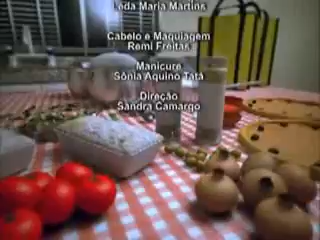 Leda Maria Martins
Cabelo e Maquiagem
Remi Freitas
Manicure
Sônia Aquino Tatá
Direção
Sandra Camargo